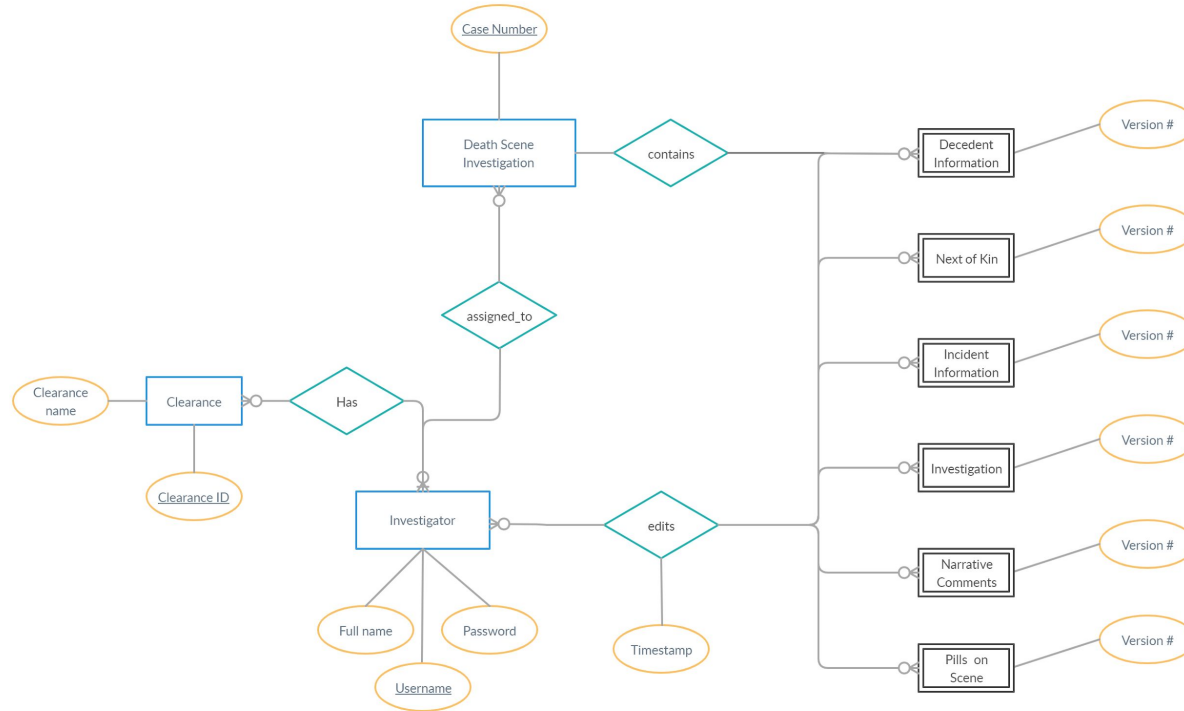 Case Number
Death Scene
Investigation
contains
Decedent
Information
Version #
Next of Kin
Version #
assigned_to
Incident
Information
Version #
Clearance
name
Clearance
Has
Clearance ID
Investigation
Version #
Investigator
edits
Narrative
Comments
Version #
Full name
Password
Username
Timestamp
Pills on
Scene
Version #